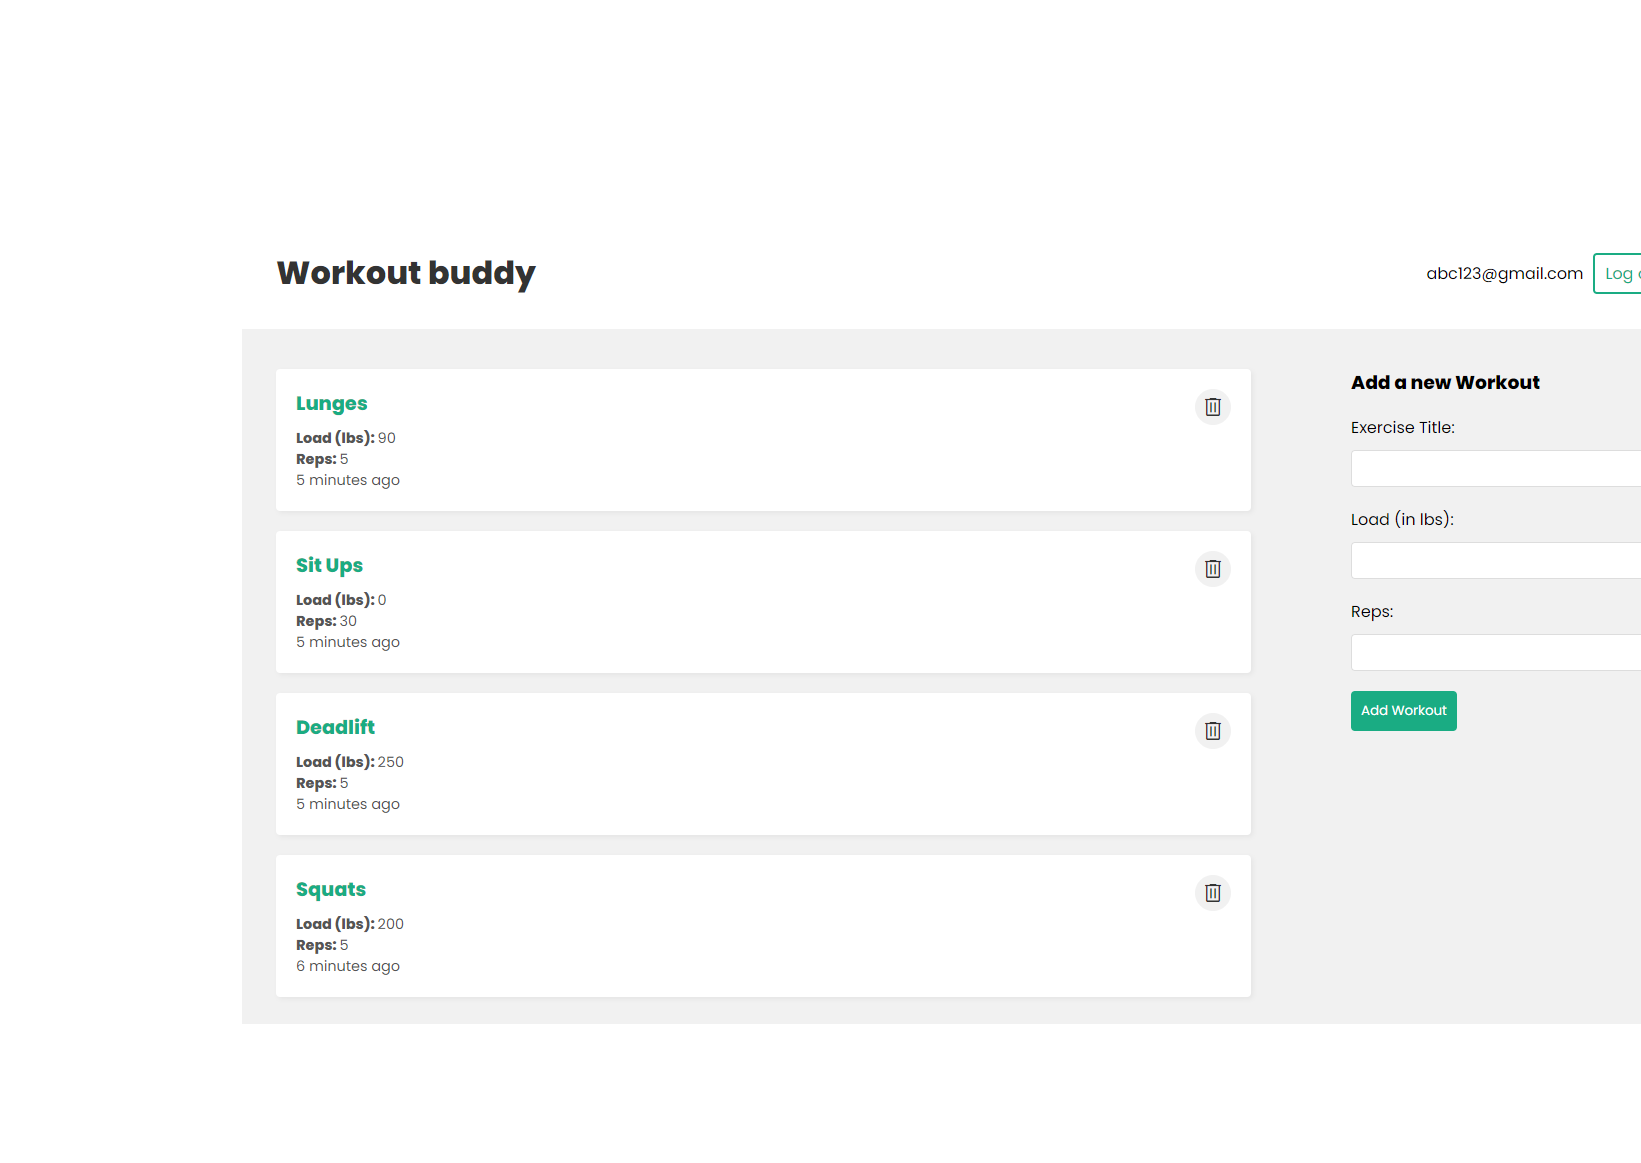 Workout buddy
abc123@gmail.com
Log
Lunges
Load (lbs): 90
Reps: 5
5 minutes ago
Sit Ups
Load (lbs): 0
Reps: 30
5 minutes ago
Deadlift
Load (lbs): 250
Reps: 5
5 minutes ago
Squats
Load (lbs): 200
Reps: 5
6 minutes ago
Add a new Workout
Exercise Title:
Load (in lbs):
Reps:
Add Workout